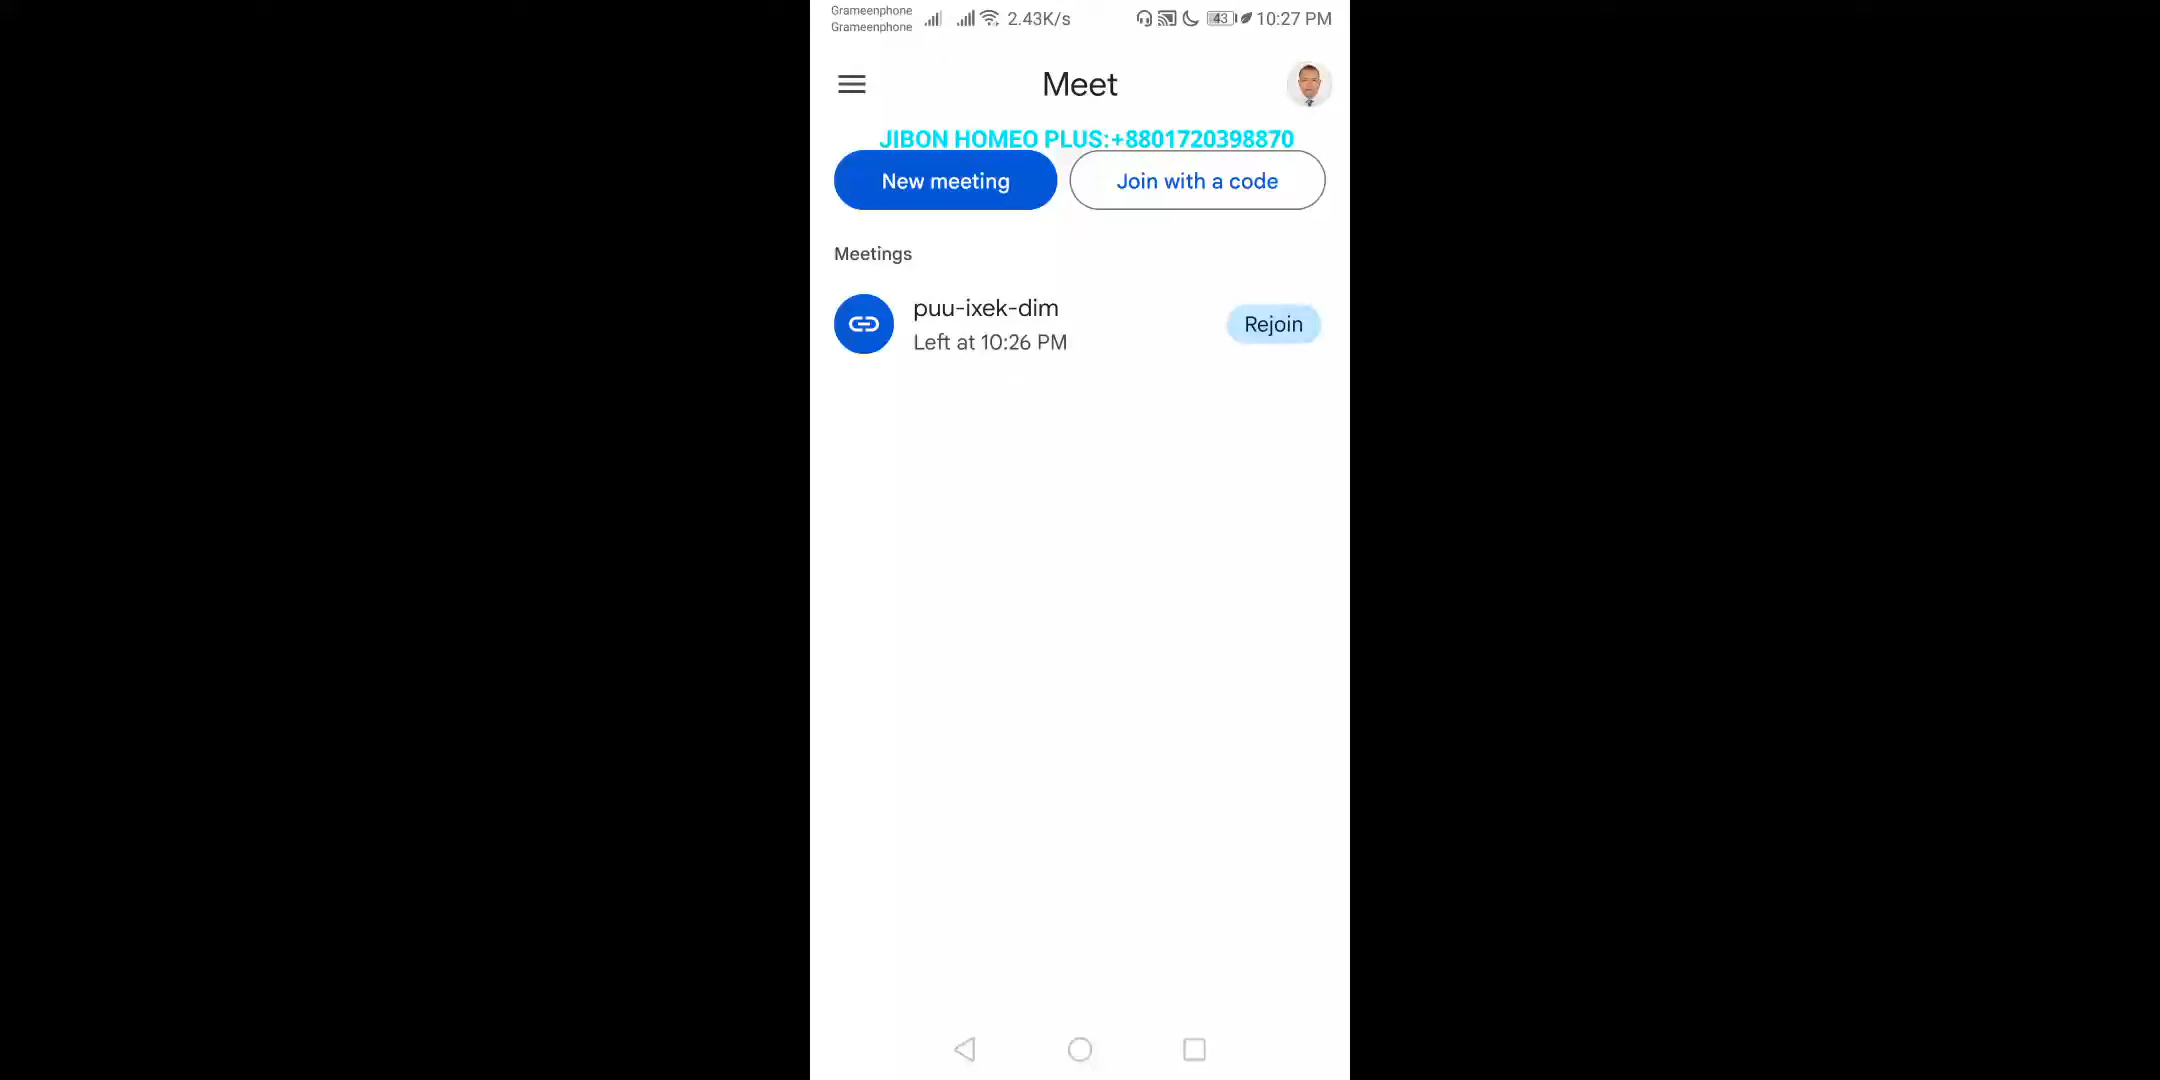 Grameenphone
Grameenphone
2.43K/s
43
10:27 PM
Meet
JIBON HOMEO PLUS:+8801720398870
New meeting
Join with a code
Meetings
puu-ixek-dim
Left at 10:26 PM
Rejoin